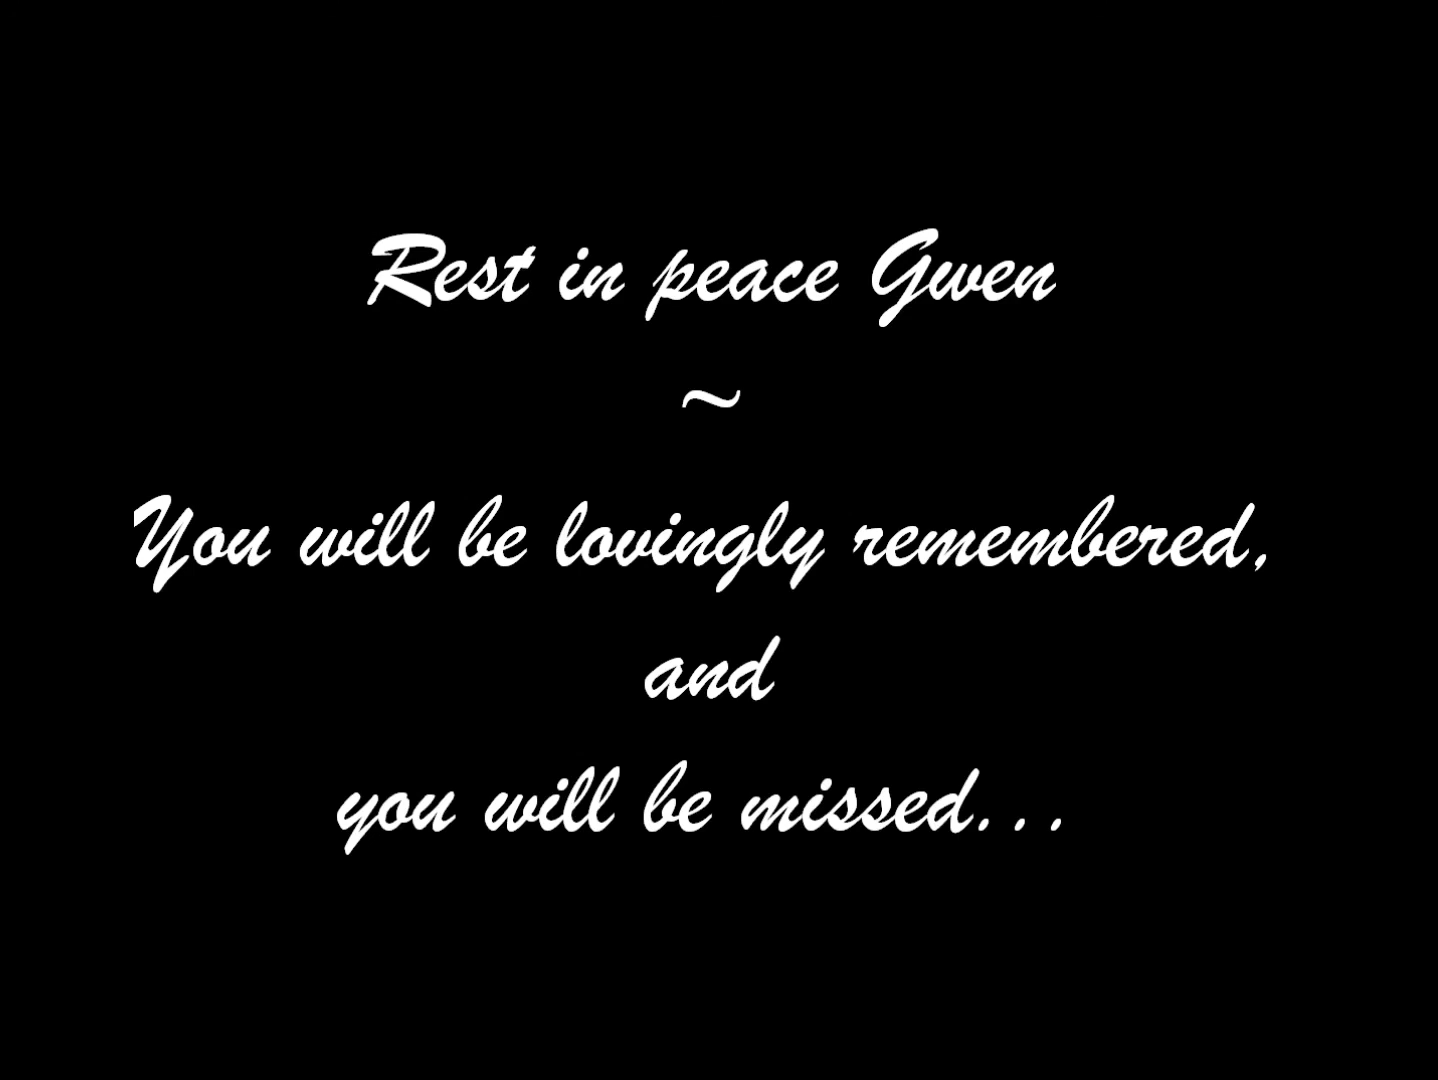 Rest in peace Gwen
~
You will be lovingly remembered,
and
you will be missed...